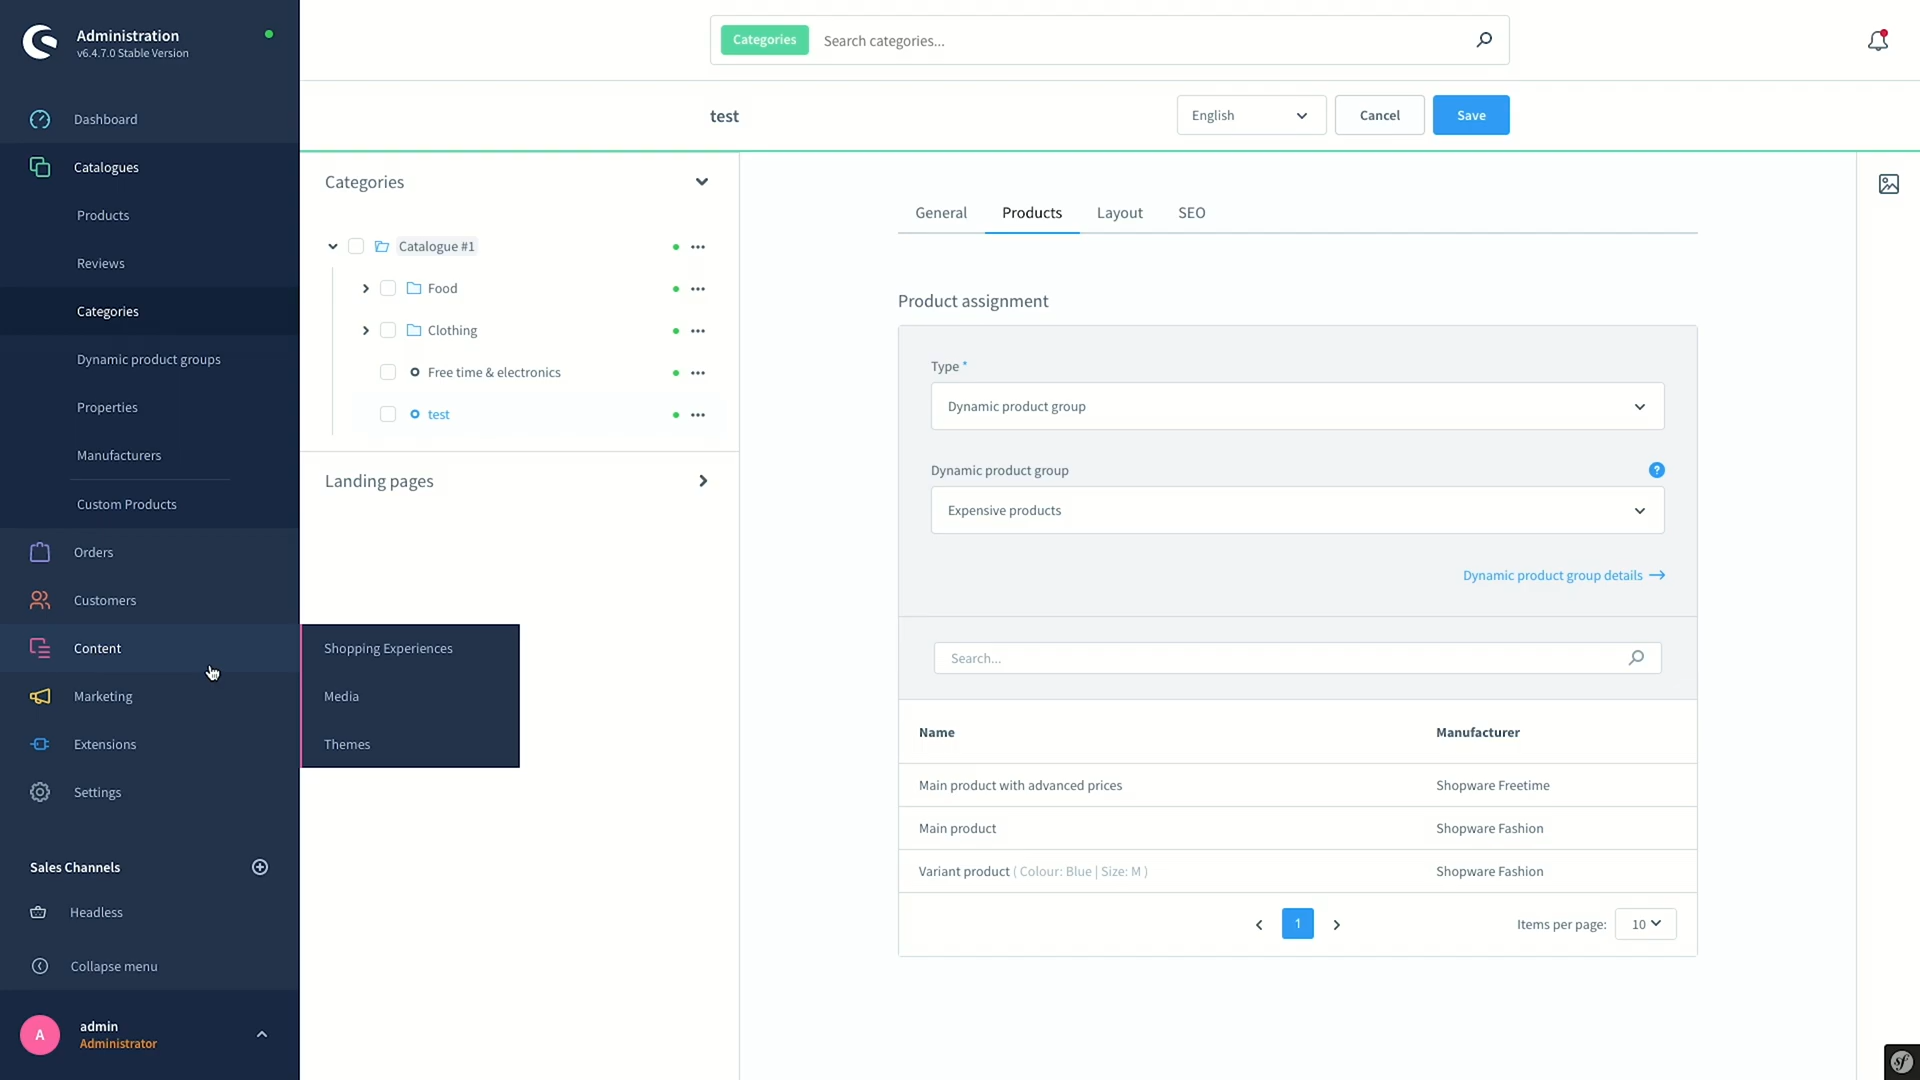 Administration
v6.4.7.0 Stable Version
Dashboard
Catalogues
Products
Reviews
Categories
Dynamic product groups
Properties
Manufacturers
Custom Products
Orders
Customers
Content
Marketing
Extensions
Settings
Sales Channels
Headless
Collapse menu
A
admin
Administrator
Shopping Experiences
Media
Themes
Categories
Search categories...
test
English
Cancel
Save
Categories
Catalogue #1
Food
Clothing
Free time & electronics
test
Landing pages
General
Products
Layout
SEO
Product assignment
Type *
Dynamic product group
Dynamic product group
?
Expensive products
Dynamic product group details
Search...
Name Manufacturer
Main product with advanced prices Shopware Freetime
Main product Shopware Fashion
Variant product ( Colour: Blue | Size: M ) Shopware Fashion
1
Items per page: 10
sf